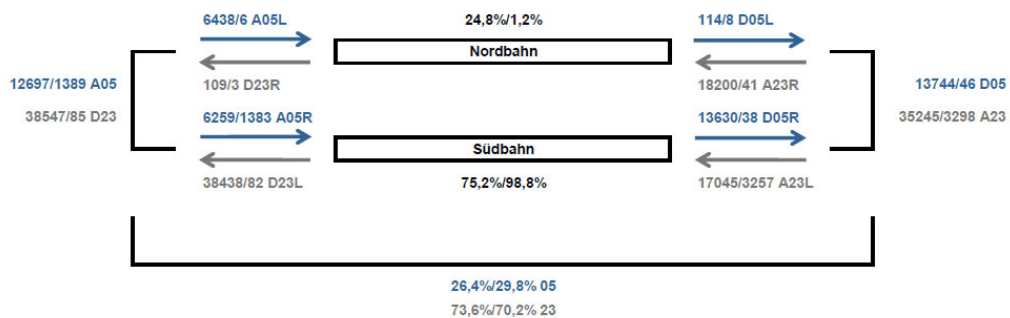 6438/6 A05L 24,8%/1,2% 114/8 D05L
Nordbahn
12697/1389 A05 109/3 D23R 18200/41 A23R 13744/46 D05
38547/85 D23 6259/1383 A05R 13630/38 D05R 35245/3298 A23
Südbahn
38438/82 D23L 75,2%/98,8% 17045/3257 A23L
26,4%/29,8% 05
73,6%/70,2% 23